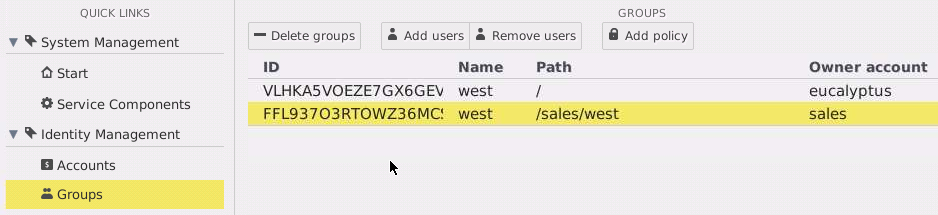 QUICK LINKS
System Management
Start
Service Components
Identity Management
Accounts
Groups
GROUPS
Delete groups Add users Remove users Add policy
ID Name Path Owner account
VLHKA5VOEZE7GX6GEV west / eucalyptus
FFL937O3RTOWZ36MCS west /sales/west sales